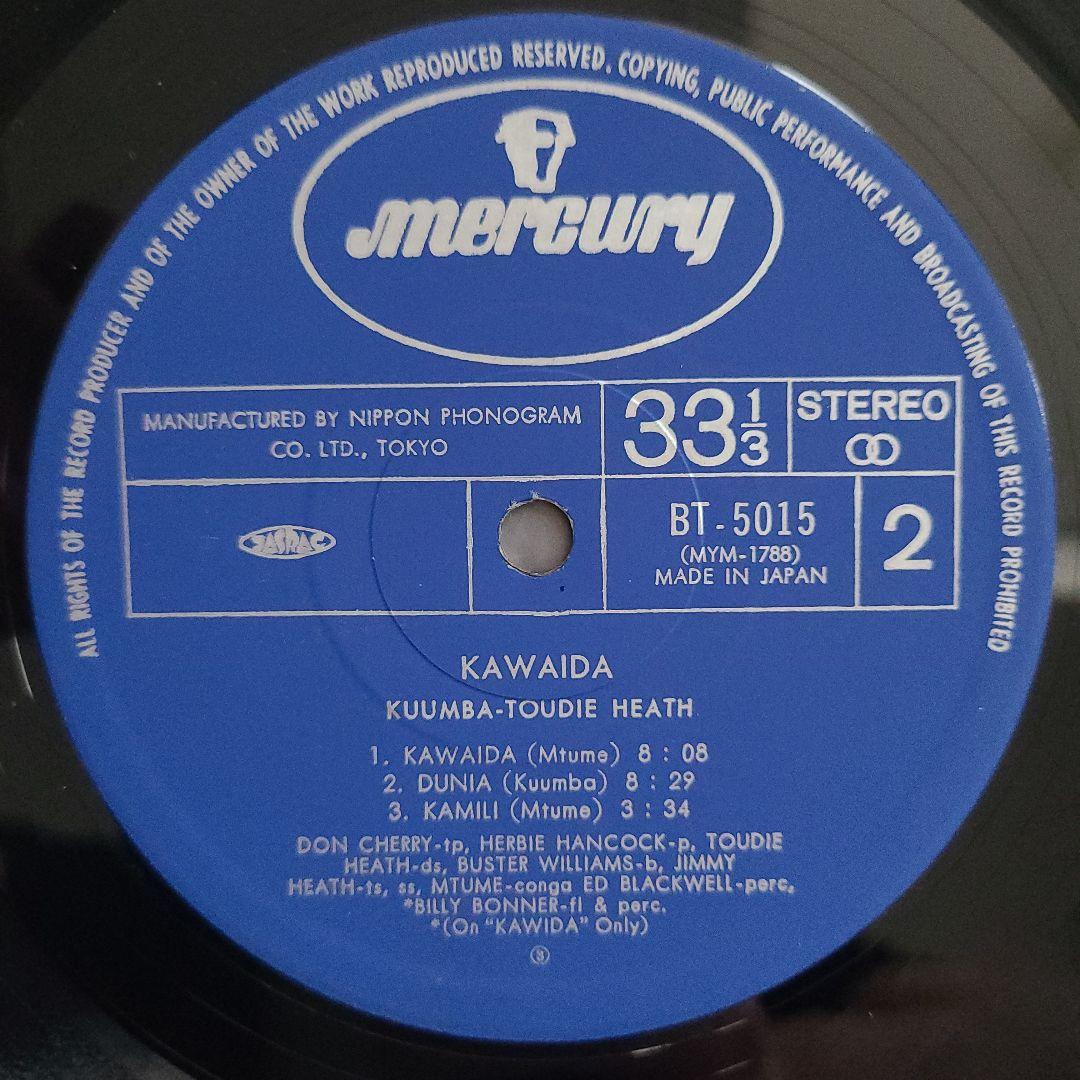 ALL RIGHTS OF THE RECORD PRODUCER AND OF THE OWNER OF THE WORK REPRODUCED RESERVED. COPYING, PUBLIC PERFORMANCE AND BROADCASTING OF THIS RECORD PROHIBITED
mercury
MANUFACTURED BY NIPPON PHONOGRAM
CO. LTD., TOKYO
33 1/3
STEREO
JASRAC
BT-5015
(MYM-1788)
MADE IN JAPAN
2
KAWAIDA
KUUMBA-TOUDIE HEATH
1. KAWAIDA (Mtume) 8 : 08
2. DUNIA (Kuumba) 8 : 29
3. KAMILI (Mtume) 3 : 34
DON CHERRY-tp, HERBIE HANCOCK-p, TOUDIE
HEATH-ds, BUSTER WILLIAMS-b, JIMMY
HEATH-ts, ss, MTUME-conga ED BLACKWELL-perc,
*BILLY BONNER-fl & perc.
*(On "KAWIDA" Only)
③